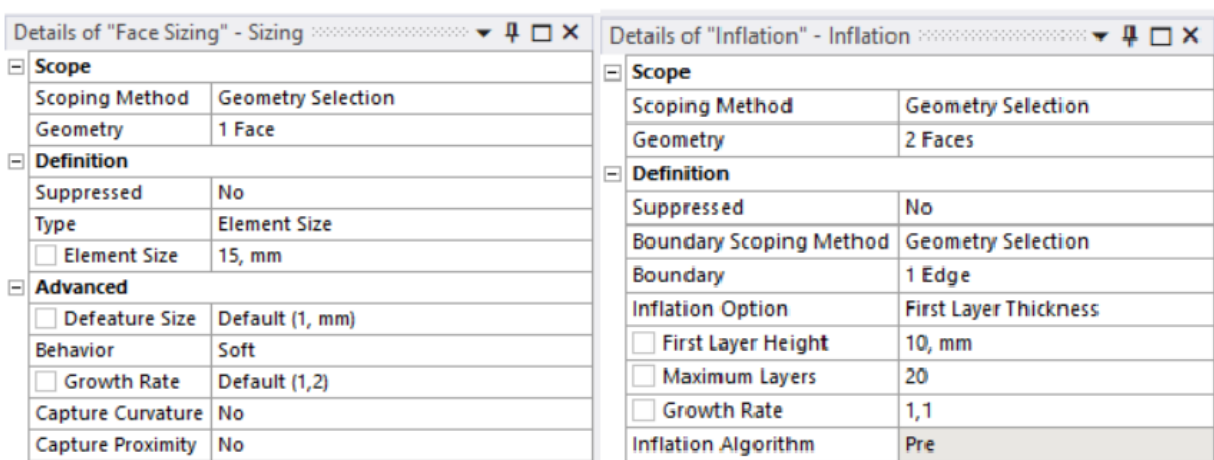 Details of "Face Sizing" - Sizing
Scope
Scoping Method Geometry Selection
Geometry 1 Face
Definition
Suppressed No
Type Element Size
Element Size 15, mm
Advanced
Defeature Size Default (1, mm)
Behavior Soft
Growth Rate Default (1,2)
Capture Curvature No
Capture Proximity No
Details of "Inflation" - Inflation
Scope
Scoping Method Geometry Selection
Geometry 2 Faces
Definition
Suppressed No
Boundary Scoping Method Geometry Selection
Boundary 1 Edge
Inflation Option First Layer Thickness
First Layer Height 10, mm
Maximum Layers 20
Growth Rate 1,1
Inflation Algorithm Pre